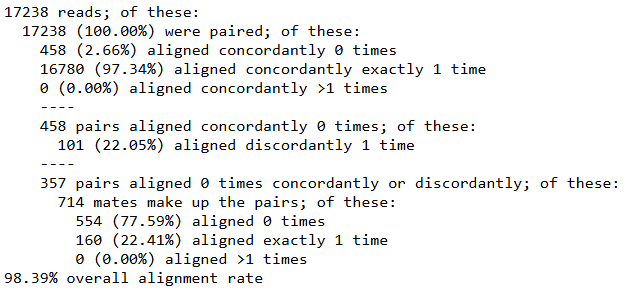 17238 reads; of these:
  17238 (100.00%) were paired; of these:
    458 (2.66%) aligned concordantly 0 times
    16780 (97.34%) aligned concordantly exactly 1 time
    0 (0.00%) aligned concordantly >1 times
    ----
    458 pairs aligned concordantly 0 times; of these:
      101 (22.05%) aligned discordantly 1 time
    ----
    357 pairs aligned 0 times concordantly or discordantly; of these:
      714 mates make up the pairs; of these:
        554 (77.59%) aligned 0 times
        160 (22.41%) aligned exactly 1 time
        0 (0.00%) aligned >1 times
98.39% overall alignment rate